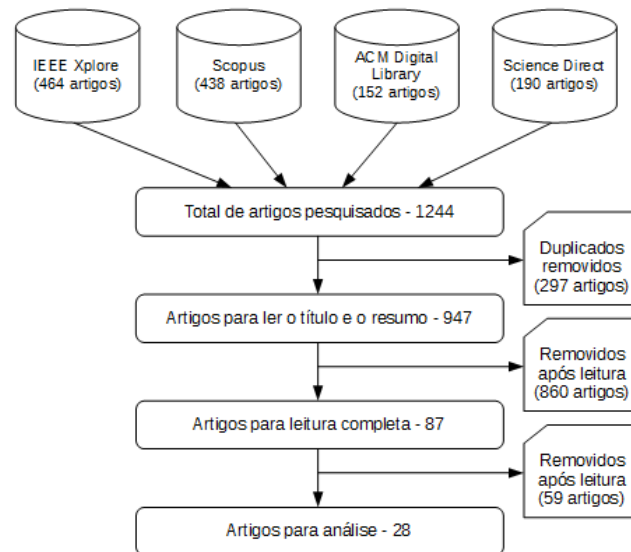 IEEE Xplore
(464 artigos)
Scopus
(438 artigos)
ACM Digital
Library
(152 artigos)
Science Direct
(190 artigos)
Total de artigos pesquisados - 1244
Duplicados
removidos
(297 artigos)
Artigos para ler o título e o resumo - 947
Removidos
após leitura
(860 artigos)
Artigos para leitura completa - 87
Removidos
após leitura
(59 artigos)
Artigos para análise - 28